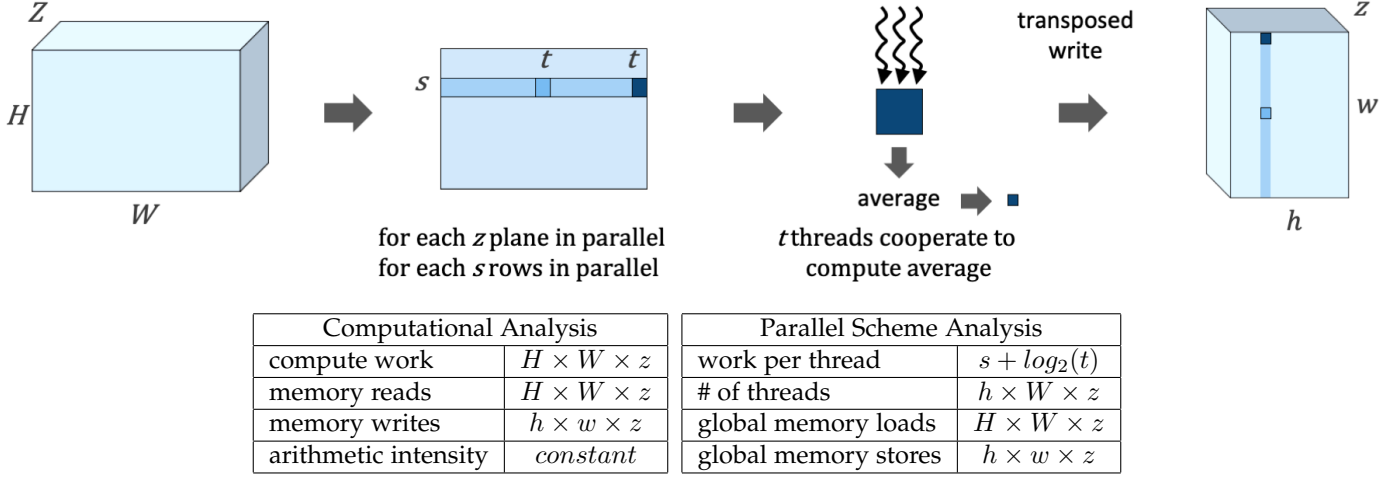 Z
H
W
s
t t
for each z plane in parallel
for each s rows in parallel
average
t threads cooperate to
compute average
transposed
write
z
w
h
Computational Analysis
compute work H × W × z
memory reads H × W × z
memory writes h × w × z
arithmetic intensity constant
Parallel Scheme Analysis
work per thread s + log₂(t)
# of threads h × W × z
global memory loads H × W × z
global memory stores h × w × z